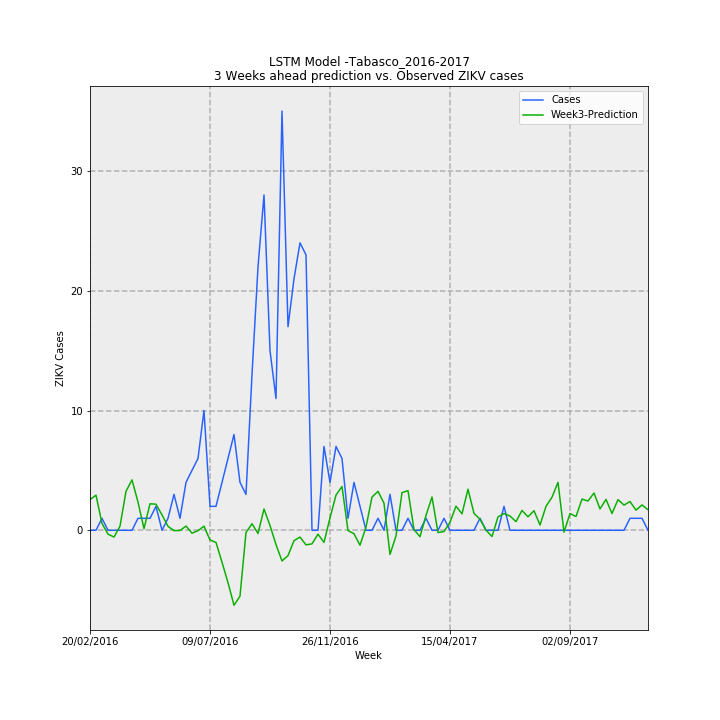 LSTM Model -Tabasco_2016-2017
3 Weeks ahead prediction vs. Observed ZIKV cases
Cases
Week3-Prediction
30
20
10
0
ZIKV Cases
20/02/2016 09/07/2016 26/11/2016 15/04/2017 02/09/2017
Week